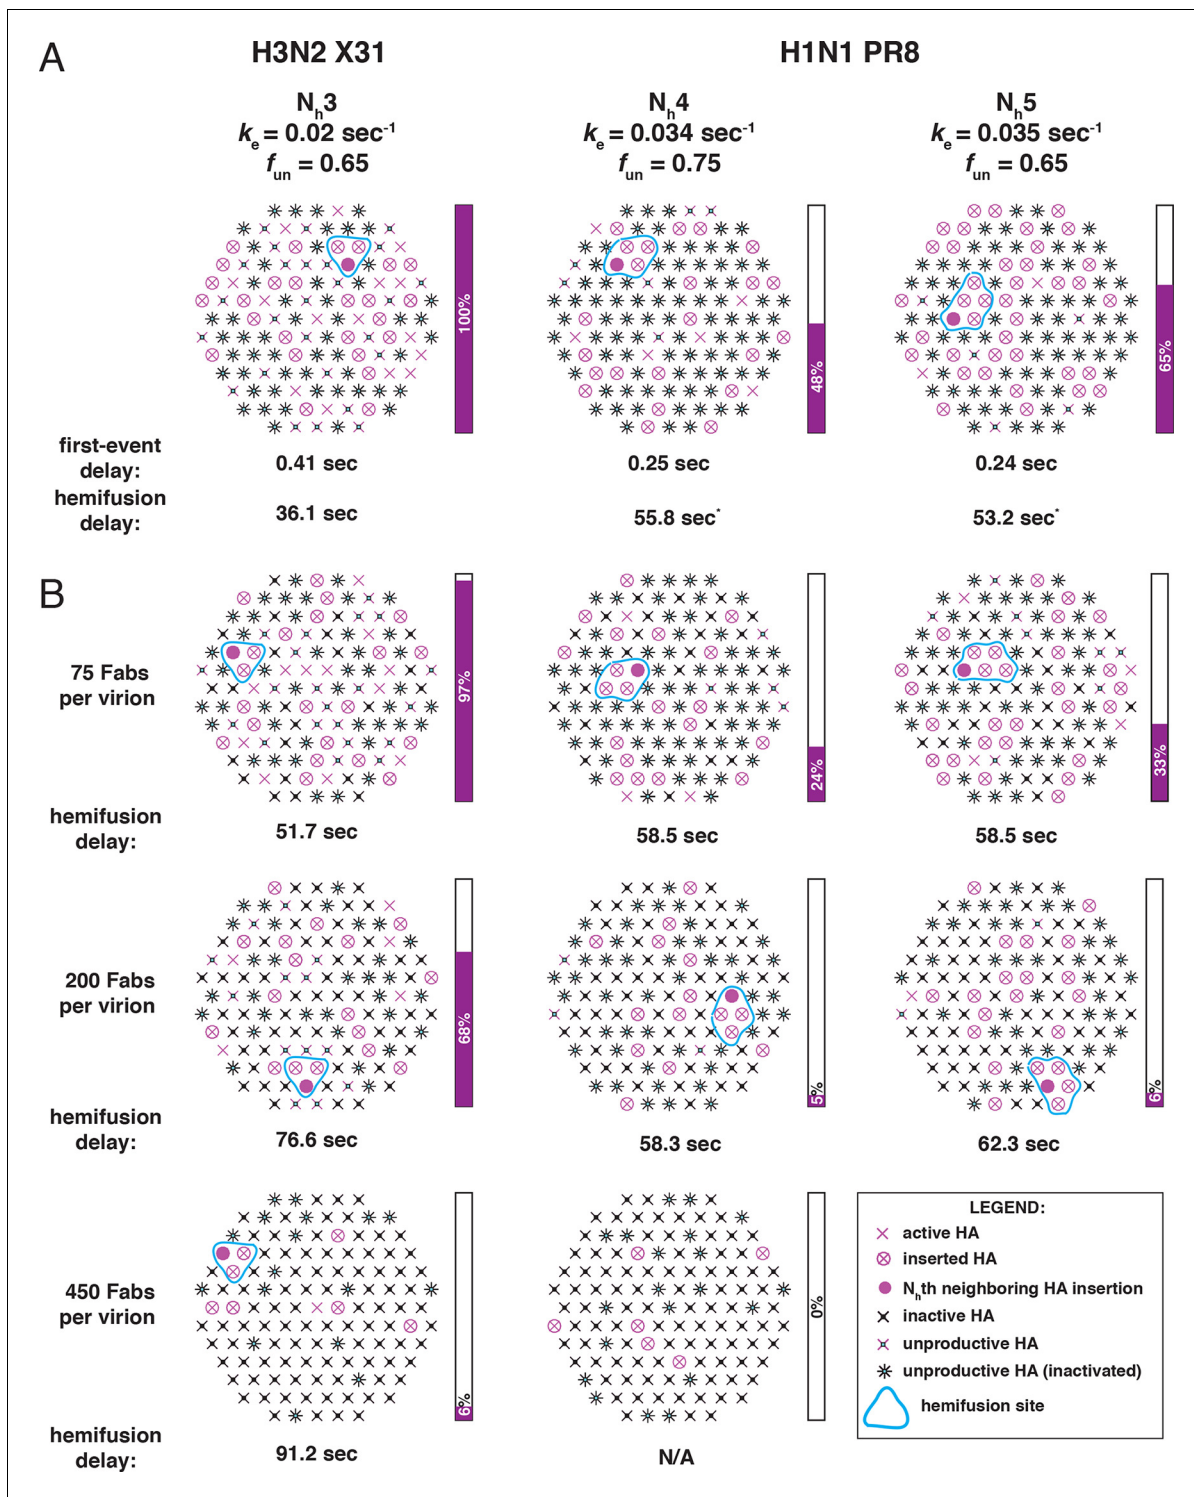 A
H3N2 X31
H1N1 PR8
Nh3
Nh4
Nh5
ke = 0.02 sec-1
ke = 0.034 sec-1
ke = 0.035 sec-1
fun = 0.65
fun = 0.75
fun = 0.65
100%
48%
65%
first-event
delay:
0.41 sec
0.25 sec
0.24 sec
hemifusion
delay:
36.1 sec
55.8 sec*
53.2 sec*
B
75 Fabs
per virion
97%
24%
33%
hemifusion
delay:
51.7 sec
58.5 sec
58.5 sec
200 Fabs
per virion
68%
5%
6%
hemifusion
delay:
76.6 sec
58.3 sec
62.3 sec
450 Fabs
per virion
6%
0%
hemifusion
delay:
91.2 sec
N/A
LEGEND:
active HA
inserted HA
Nhth neighboring HA insertion
inactive HA
unproductive HA
unproductive HA (inactivated)
hemifusion site